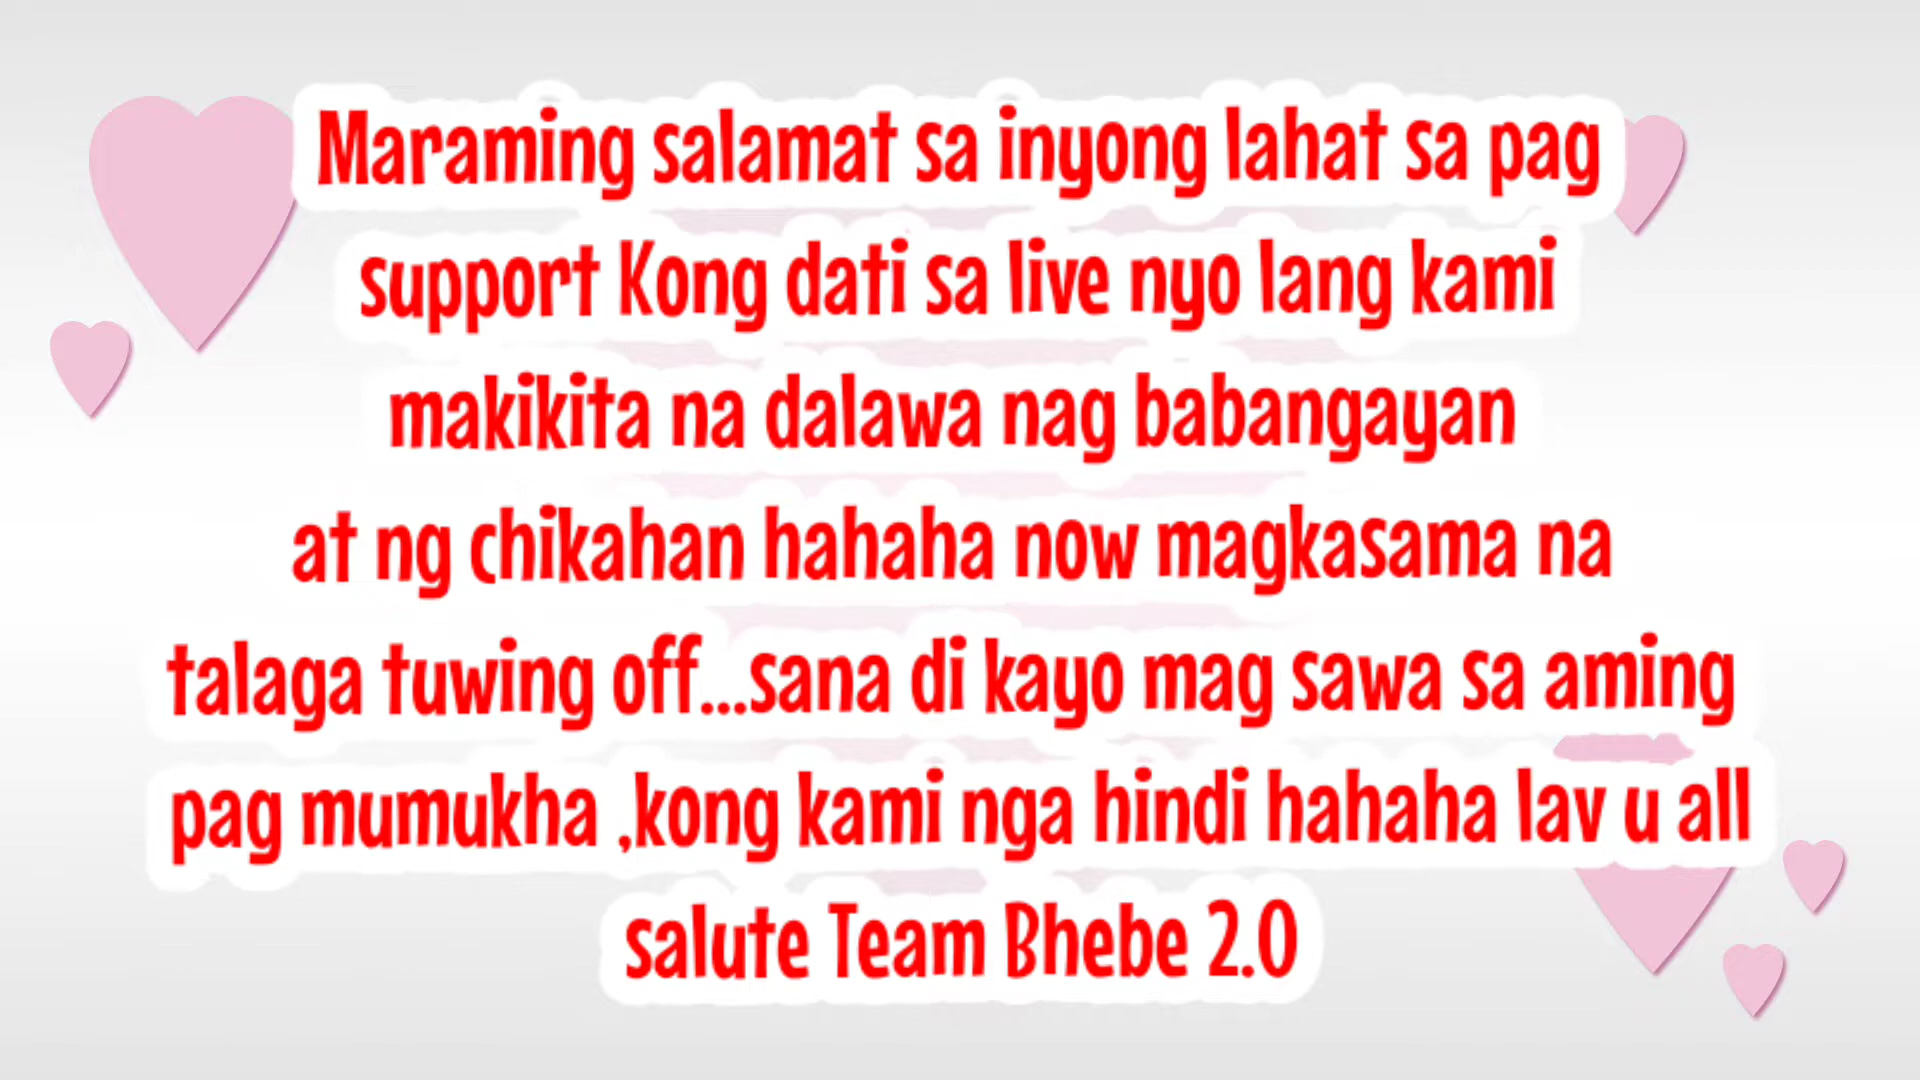 Maraming salamat sa inyong lahat sa pag
support Kong dati sa live nyo lang kami
makikita na dalawa nag babangayan
at ng chikahan hahaha now magkasama na
talaga tuwing off...sana di kayo mag sawa sa aming
pag mumukha ,kong kami nga hindi hahaha lav u all
salute Team Bhebe 2.0